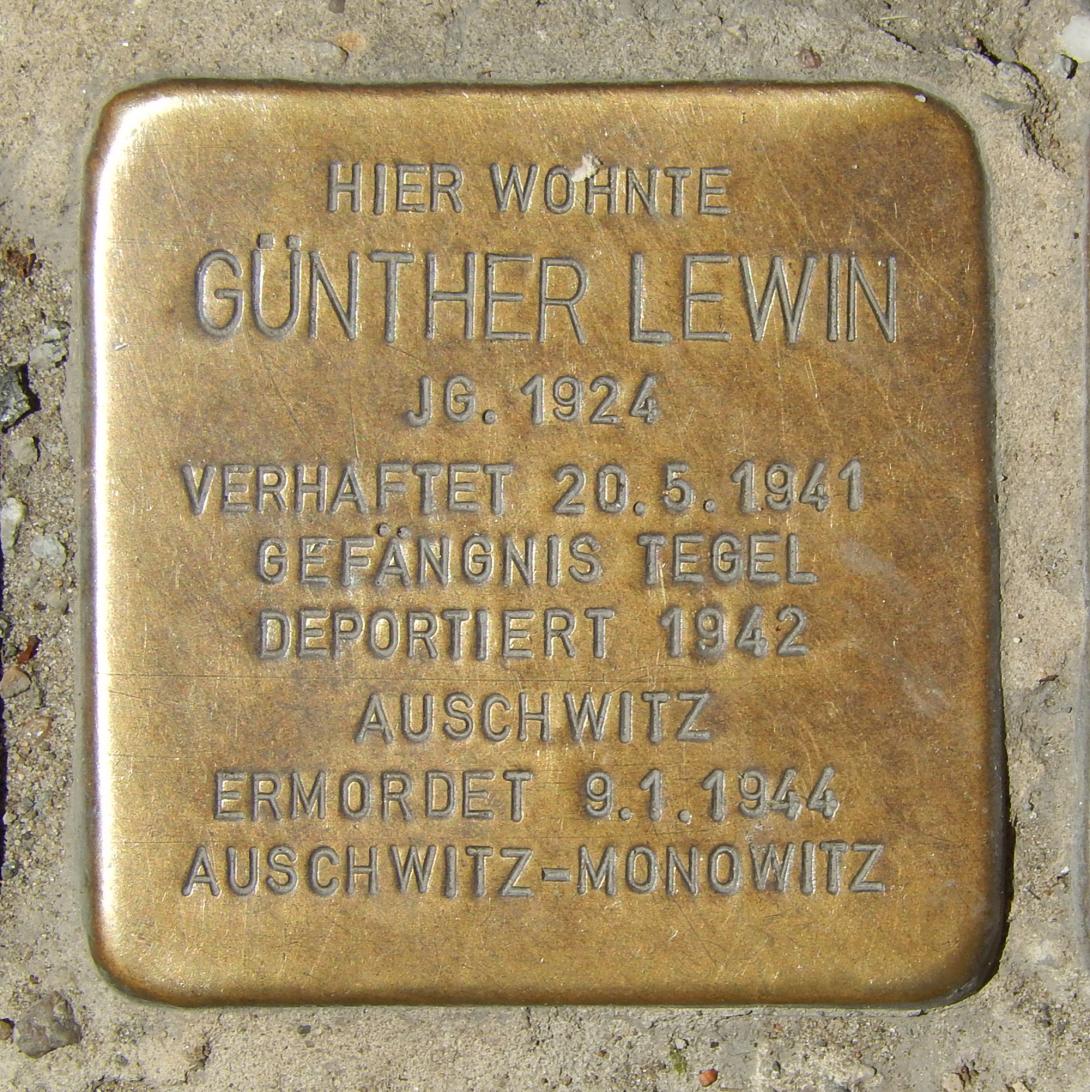 HIER WOHNTE
GÜNTHER LEWIN
JG. 1924
VERHAFTET 20.5.1941
GEFÄNGNIS TEGEL
DEPORTIERT 1942
AUSCHWITZ
ERMORDET 9.1.1944
AUSCHWITZ-MONOWITZ